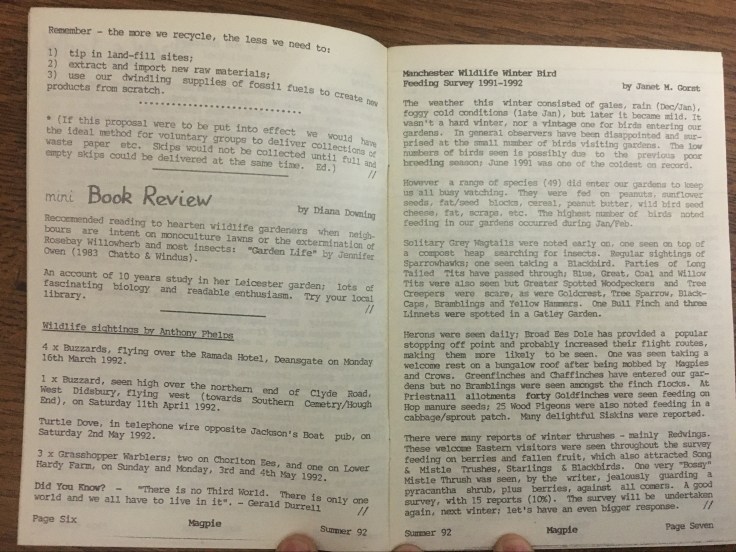 Remember - the more we recycle, the less we need to:
1) tip in land-fill sites;
2) extract and import new raw materials;
3) use our dwindling supplies of fossil fuels to create new
products from scratch.
* (If this proposal were to be put into effect we would have
the ideal method for voluntary groups to deliver collections of
waste paper etc. Skips would not be collected until full and
empty skips could be delivered at the same time. Ed.)
//
mini Book Review
by Diana Downing
Recommended reading to hearten wildlife gardeners when neigh-
bours are intent on monoculture lawns or the extermination of
Rosebay Willowherb and most insects: "Garden Life" by Jennifer
Owen (1983 Chatto & Windus).
An account of 10 years study in her Leicester garden; lots of
fascinating biology and readable enthusiasm. Try your local
library. //
Wildlife sightings by Anthony Phelps
4 x Buzzards, flying over the Ramada Hotel, Deansgate on Monday
16th March 1992.
1 x Buzzard, seen high over the northern end of Clyde Road,
West Didsbury, flying west (towards Southern Cemetry/Hough
End), on Saturday 11th April 1992.
Turtle Dove, in telephone wire opposite Jackson's Boat pub, on
Saturday 2nd May 1992.
3 x Grasshopper Warblers; two on Chorlton Ees, and one on Lower
Hardy Farm, on Sunday and Monday, 3rd and 4th May 1992.
Did You Know? - "There is no Third World. There is only one
world and we all have to live in it". - Gerald Durrell //
Page Six Magpie Summer 92
Manchester Wildlife Winter Bird
Feeding Survey 1991-1992 by Janet M. Gorst
The weather this winter consisted of gales, rain (Dec/Jan),
foggy cold conditions (late Jan), but later it became mild. It
wasn't a hard winter, nor a vintage one for birds entering our
gardens. In general observers have been disappointed and sur-
prised at the small number of birds visiting gardens. The low
numbers of birds seen is possibly due to the previous poor
breeding season; June 1991 was one of the coldest on record.
However a range of species (49) did enter our gardens to keep
us all busy watching. They were fed on peanuts, sunflower
seeds, fat/seed blocks, cereal, peanut butter, wild bird seed
cheese, fat, scraps, etc. The highest number of birds noted
feeding in our gardens occurred during Jan/Feb.
Solitary Grey Wagtails were noted early on, one seen on top of
a compost heap searching for insects. Regular sightings of
Sparrowhawks; one seen taking a Blackbird. Parties of Long
Tailed Tits have passed through; Blue, Great, Coal and Willow
Tits were also seen but Greater Spotted Woodpeckers and Tree
Creepers were scare, as were Goldcrest, Tree Sparrow, Black-
Caps, Bramblings and Yellow Hammers. One Bull Finch and three
Linnets were spotted in a Gatley Garden.
Herons were seen daily; Broad Ees Dole has provided a popular
stopping off point and probably increased their flight routes,
making them more likely to be seen. One was seen taking a
welcome rest on a bungalow roof after being mobbed by Magpies
and Crows. Greenfinches and Chaffinches have entered our gar-
dens but no Bramblings were seen amongst the finch flocks. At
Priestnall allotments forty Goldfinches were seen feeding on
Hop manure seeds; 25 Wood Pigeons were also noted feeding in a
cabbage/sprout patch. Many delightful Siskins were reported.
There were many reports of winter thrushes - mainly Redwings.
These welcome Eastern visitors were seen throughout the survey
feeding on berries and fallen fruit, which also attracted Song
& Mistle Trushes, Starlings & Blackbirds. One very "Bossy"
Mistle Thrush was seen, by the writer, jealously guarding a
pyracantha shrub, plus berries, against all comers. A good
survey, with 15 reports (10%). The survey will be undertaken
again, next winter; let's have an even bigger response. //
Summer 92 Magpie Page Seven